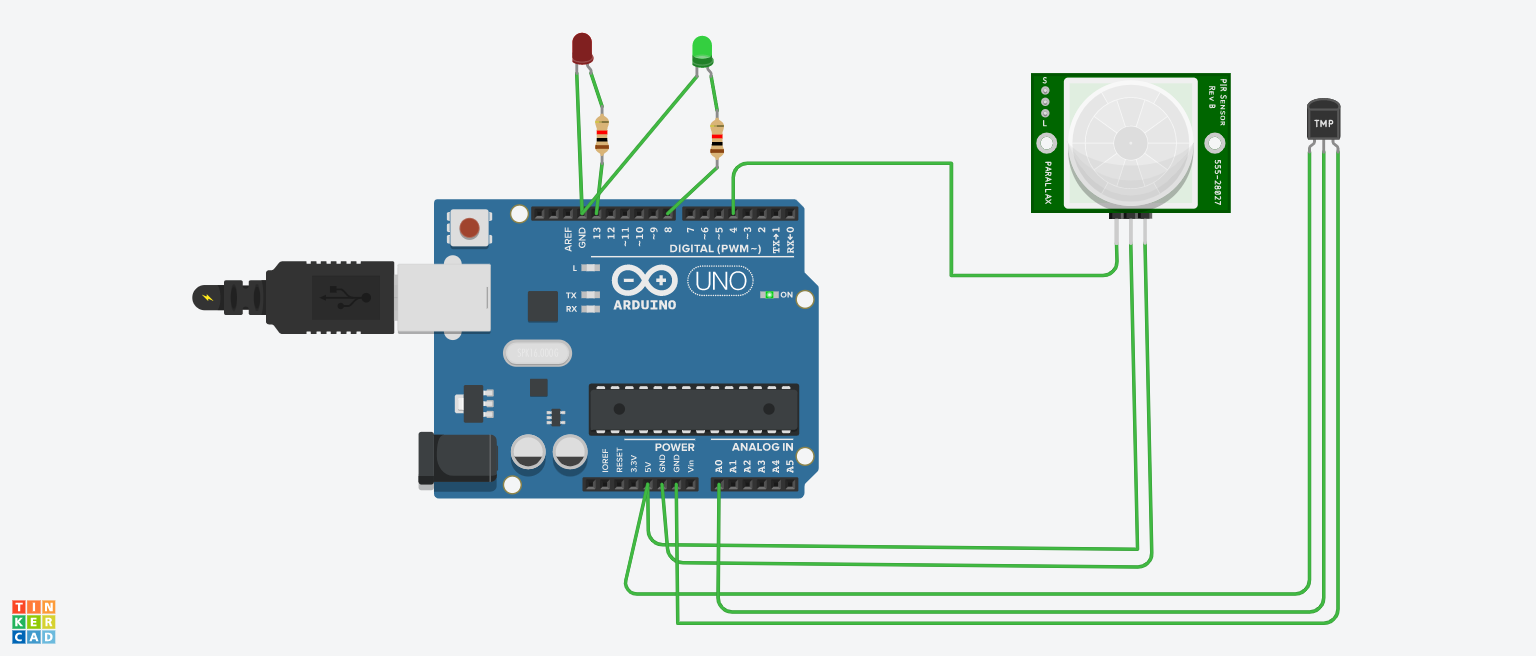 S
L
PARALLAX
PIR SENSOR
REV B
555-28027
TMP
AREF
GND
13
12
~11
~10
~9
8
7
~6
~5
4
~3
2
TX→1
RX←0
DIGITAL (PWM~)
L
TX
RX
ARDUINO
UNO
ON
POWER
ANALOG IN
IOREF
RESET
3.3V
5V
GND
GND
Vin
A0
A1
A2
A3
A4
A5
TIN
KER
CAD